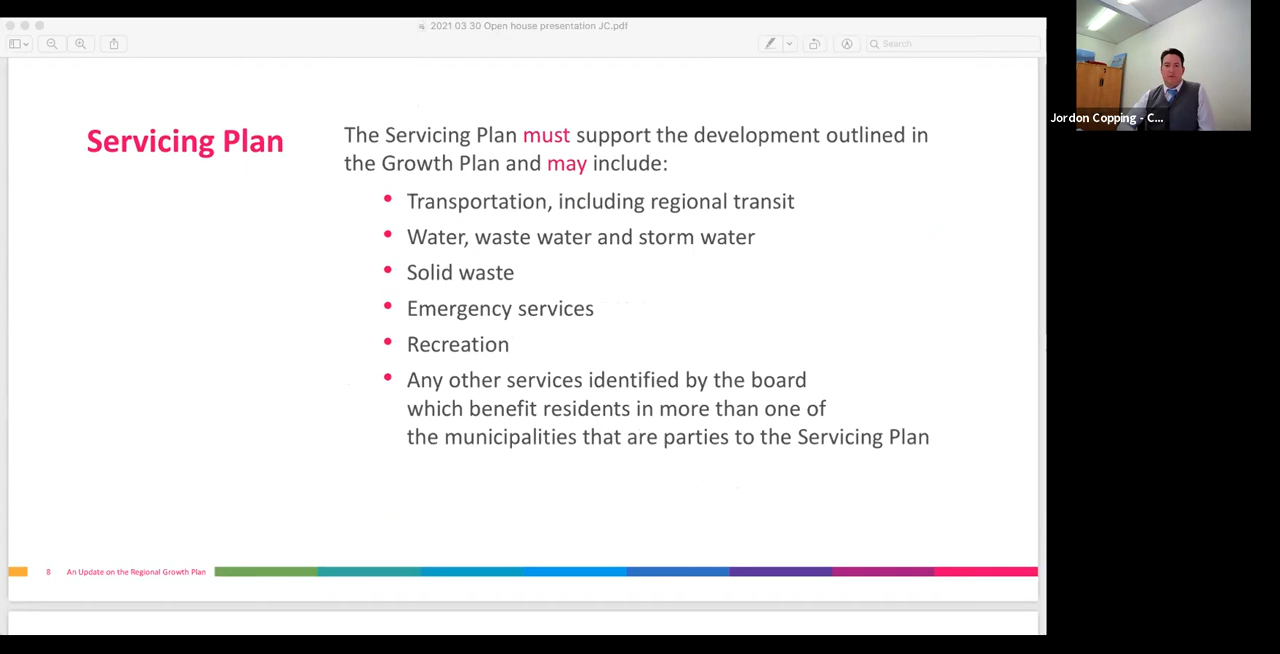 2021 03 30 Open house presentation JC.pdf
Search
Servicing Plan
The Servicing Plan must support the development outlined in
the Growth Plan and may include:
• Transportation, including regional transit
• Water, waste water and storm water
• Solid waste
• Emergency services
• Recreation
• Any other services identified by the board
which benefit residents in more than one of
the municipalities that are parties to the Servicing Plan
8 An Update on the Regional Growth Plan
Jordon Copping - C...